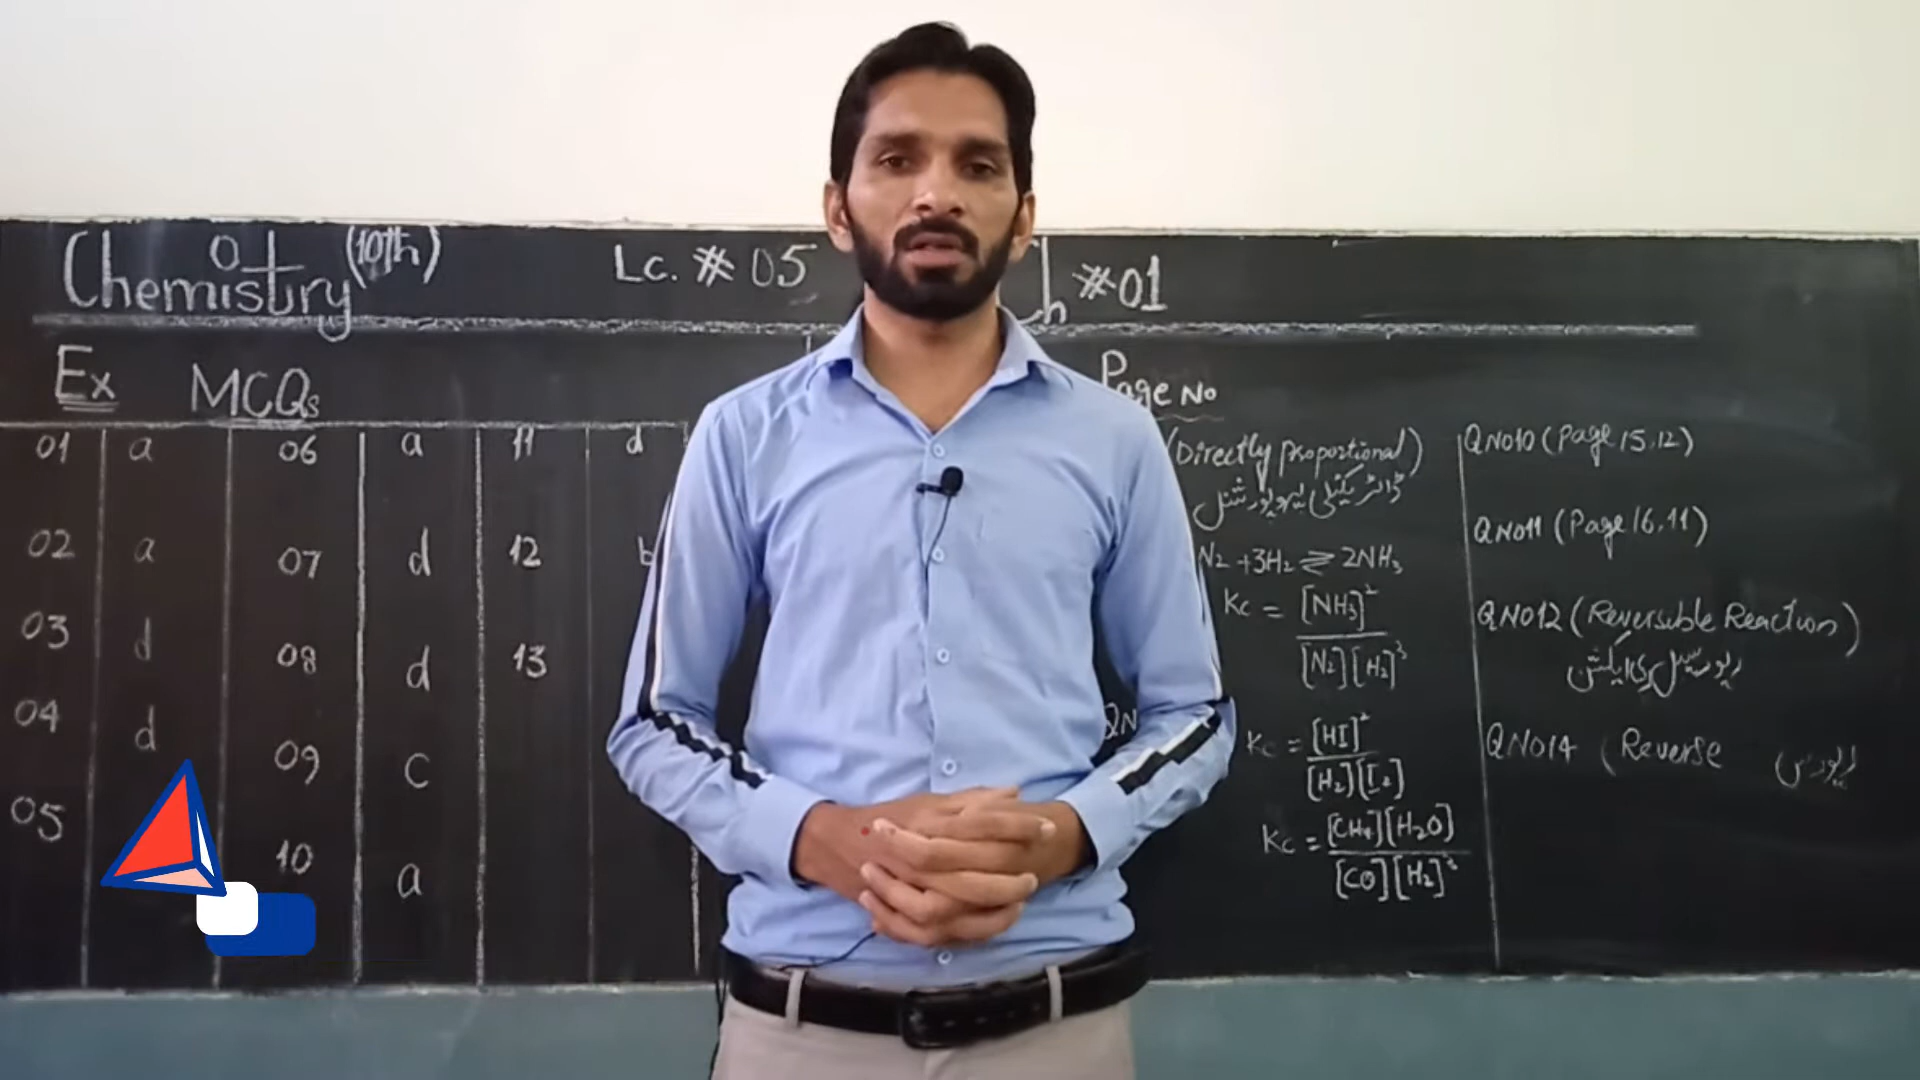 Chemistry (10th) Lc. # 05 Ch #01
Ex MCQs
01 a 06 a 11 d
02 a 07 d 12 b
03 d 08 d 13
04 d 09 C
05 10 a
Page No
(Directly proportional)
ڈائریکٹلی پروپورشنل
N₂ + 3H₂ ⇌ 2NH₃
Kc = [NH₃]²
[N₂][H₂]³
QN
Kc = [HI]²
[H₂][I₂]
Kc = [CH₄][H₂O]
[CO][H₂]³
QNO10 (Page 15,12)
QNO11 (Page 16,11)
QNO12 (Reversible Reaction)
ریورسیبل ری ایکشن
QNO14 (Reverse ریورس